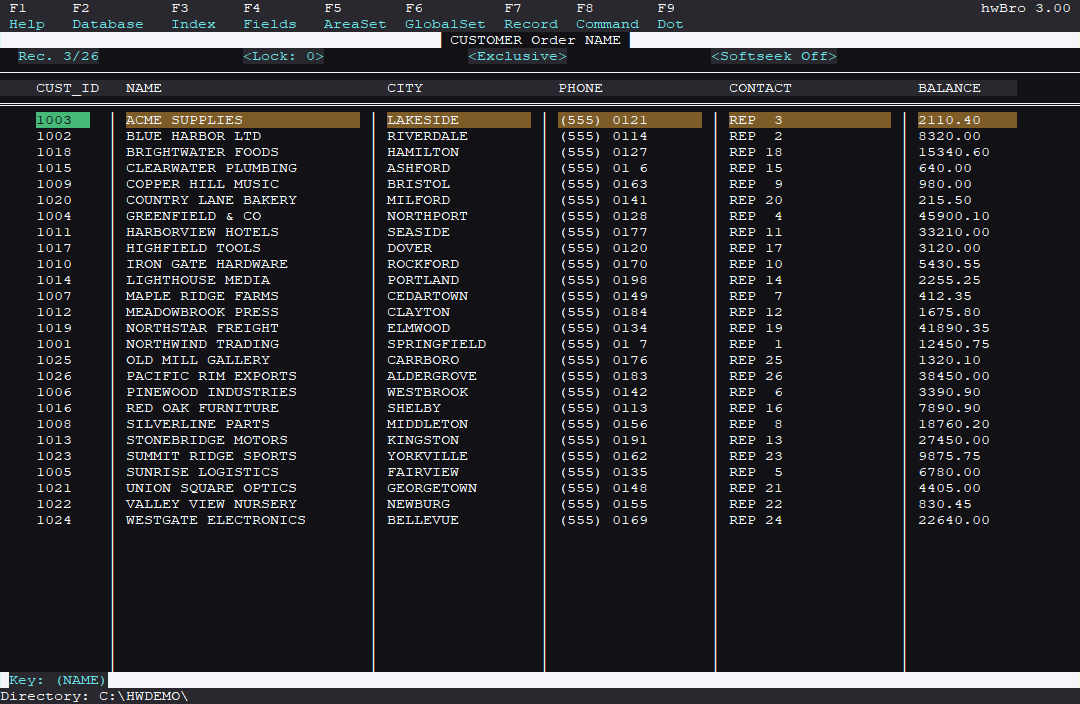 F1 F2 F3 F4 F5 F6 F7 F8 F9 hwBro 3.00
Help Database Index Fields AreaSet GlobalSet Record Command Dot
CUSTOMER Order NAME
Rec. 3/26 <Lock: 0> <Exclusive> <Softseek Off>
CUST_ID NAME CITY PHONE CONTACT BALANCE
1003 ACME SUPPLIES LAKESIDE (555) 0121 REP 3 2110.40
1002 BLUE HARBOR LTD RIVERDALE (555) 0114 REP 2 8320.00
1018 BRIGHTWATER FOODS HAMILTON (555) 0127 REP 18 15340.60
1015 CLEARWATER PLUMBING ASHFORD (555) 01 6 REP 15 640.00
1009 COPPER HILL MUSIC BRISTOL (555) 0163 REP 9 980.00
1020 COUNTRY LANE BAKERY MILFORD (555) 0141 REP 20 215.50
1004 GREENFIELD & CO NORTHPORT (555) 0128 REP 4 45900.10
1011 HARBORVIEW HOTELS SEASIDE (555) 0177 REP 11 33210.00
1017 HIGHFIELD TOOLS DOVER (555) 0120 REP 17 3120.00
1010 IRON GATE HARDWARE ROCKFORD (555) 0170 REP 10 5430.55
1014 LIGHTHOUSE MEDIA PORTLAND (555) 0198 REP 14 2255.25
1007 MAPLE RIDGE FARMS CEDARTOWN (555) 0149 REP 7 412.35
1012 MEADOWBROOK PRESS CLAYTON (555) 0184 REP 12 1675.80
1019 NORTHSTAR FREIGHT ELMWOOD (555) 0134 REP 19 41890.35
1001 NORTHWIND TRADING SPRINGFIELD (555) 01 7 REP 1 12450.75
1025 OLD MILL GALLERY CARRBORO (555) 0176 REP 25 1320.10
1026 PACIFIC RIM EXPORTS ALDERGROVE (555) 0183 REP 26 38450.00
1006 PINEWOOD INDUSTRIES WESTBROOK (555) 0142 REP 6 3390.90
1016 RED OAK FURNITURE SHELBY (555) 0113 REP 16 7890.90
1008 SILVERLINE PARTS MIDDLETON (555) 0156 REP 8 18760.20
1013 STONEBRIDGE MOTORS KINGSTON (555) 0191 REP 13 27450.00
1023 SUMMIT RIDGE SPORTS YORKVILLE (555) 0162 REP 23 9875.75
1005 SUNRISE LOGISTICS FAIRVIEW (555) 0135 REP 5 6780.00
1021 UNION SQUARE OPTICS GEORGETOWN (555) 0148 REP 21 4405.00
1022 VALLEY VIEW NURSERY NEWBURG (555) 0155 REP 22 830.45
1024 WESTGATE ELECTRONICS BELLEVUE (555) 0169 REP 24 22640.00
Key: (NAME)
Directory: C:\HWDEMO\